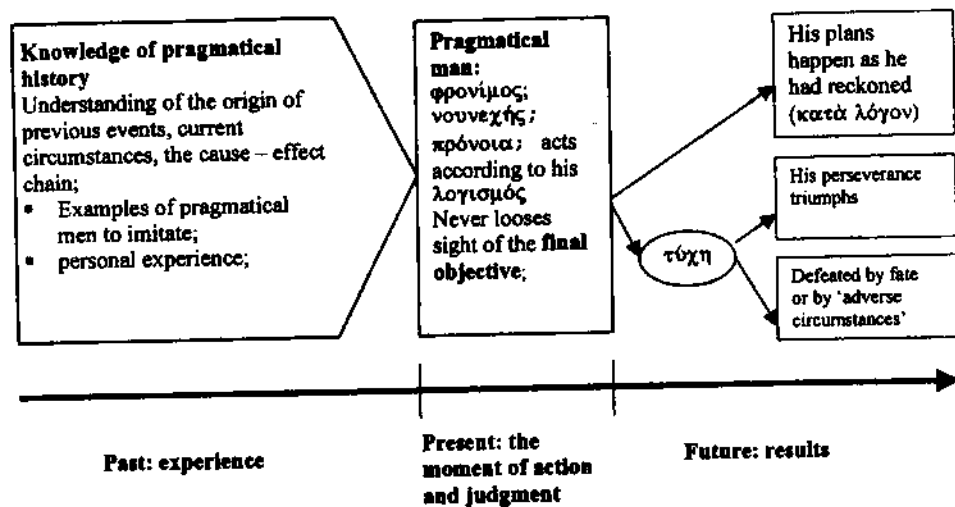 Knowledge of pragmatical
history
Understanding of the origin of
previous events, current
circumstances, the cause – effect
chain;
▪ Examples of pragmatical
men to imitate;
▪ personal experience;
Pragmatical
man:
φρονίμος;
νουνεχής;
πρόνοια; acts
according to his
λογισμός
Never looses
sight of the final
objective;
His plans
happen as he
had reckoned
(κατὰ λόγον)
τύχη
His perseverance
triumphs
Defeated by fate
or by ‘adverse
circumstances’
Past: experience
Present: the
moment of action
and judgment
Future: results